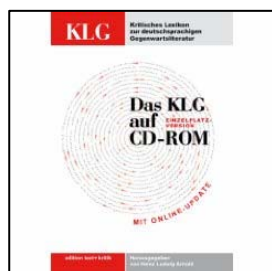 KLG
Kritisches Lexikon
zur deutschsprachigen
Gegenwartsliteratur
Das KLG
auf EINZELPLATZ-
VERSION
CD-ROM
MIT ONLINE-UPDATE
edition text+kritik
Herausgegeben
von Heinz Ludwig Arnold